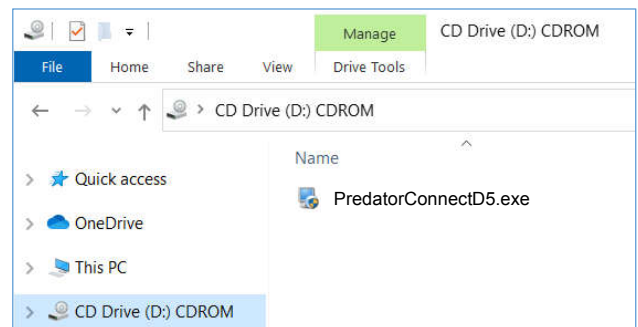 Manage CD Drive (D:) CDROM
File Home Share View Drive Tools
CD Drive (D:) CDROM
Name
Quick access
PredatorConnectD5.exe
OneDrive
This PC
CD Drive (D:) CDROM